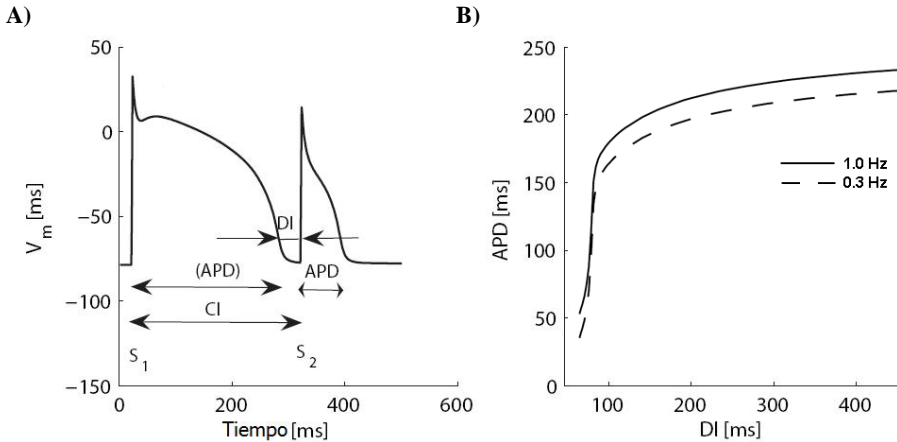 A)
50
0
−50
−100
−150
V_m [ms]
DI
(APD)
APD
CI
S_1
S_2
0
200
400
600
Tiempo [ms]
B)
250
200
150
100
50
0
APD [ms]
1.0 Hz
0.3 Hz
100
200
300
400
DI [ms]